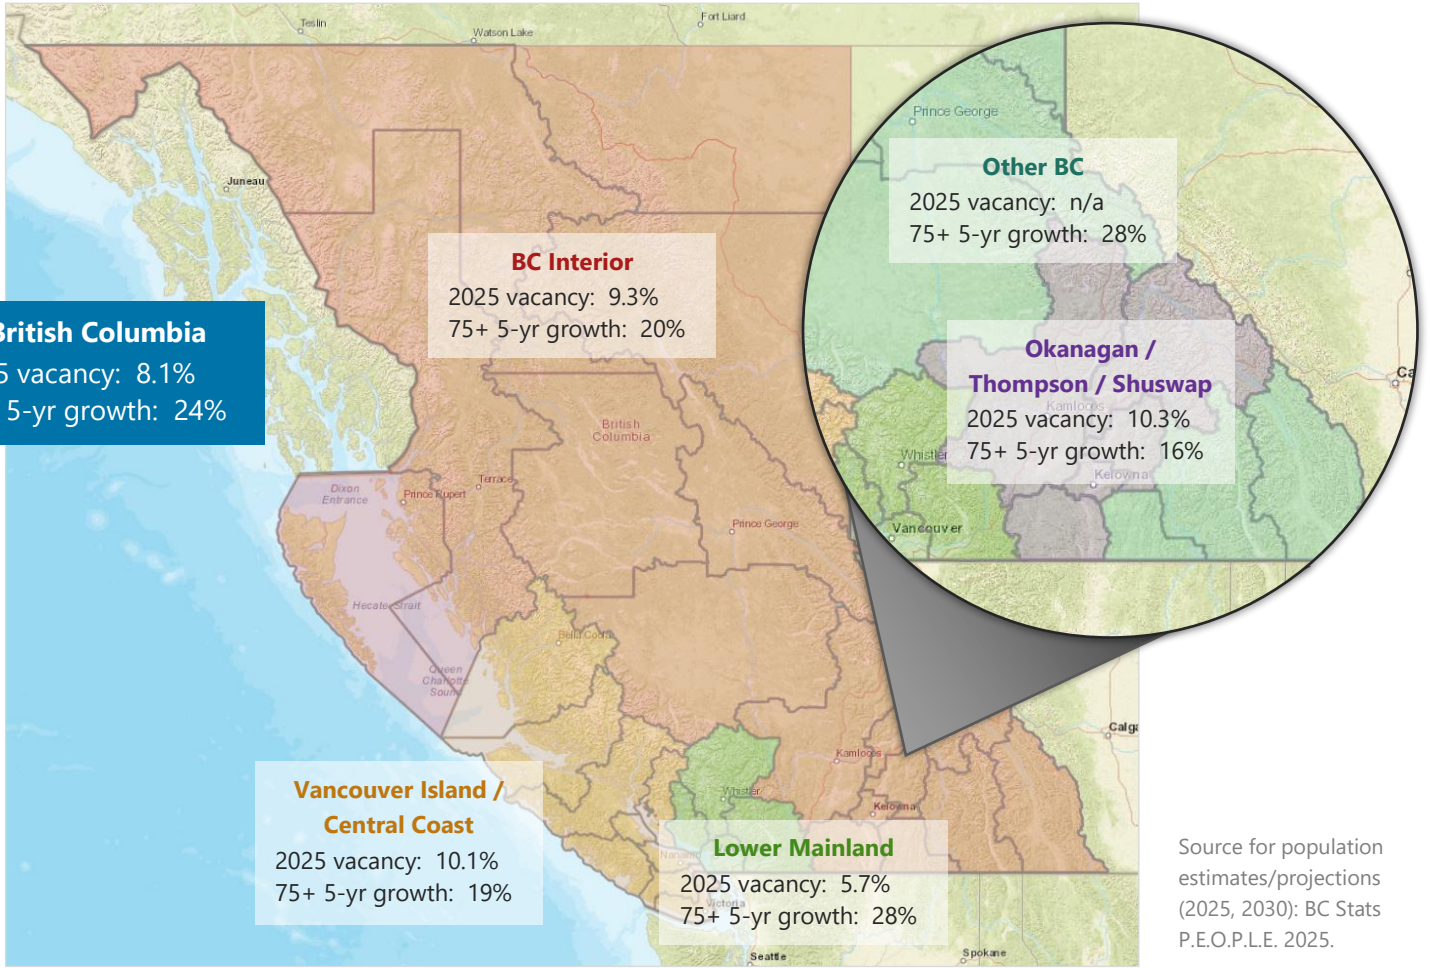 Teslin
Watson Lake
Fort Liard
Juneau
Prince George
Other BC
2025 vacancy: n/a
75+ 5-yr growth: 28%
BC Interior
2025 vacancy: 9.3%
75+ 5-yr growth: 20%
British Columbia
5 vacancy: 8.1%
5-yr growth: 24%
Okanagan /
Thompson / Shuswap
Kamloops
2025 vacancy: 10.3%
75+ 5-yr growth: 16%
Whistler
Kelowna
Vancouver
Ca
British
Columbia
Dixon
Entrance
Prince Rupert
Terrace
Prince George
Hecate Strait
Bella Coola
Queen
Charlotte
Sound
Calga
Kamloops
Whistler
Kelowna
Vancouver Island /
Central Coast
2025 vacancy: 10.1%
75+ 5-yr growth: 19%
Lower Mainland
Nanaimo
2025 vacancy: 5.7%
Victoria
75+ 5-yr growth: 28%
Seattle
Spokane
Source for population
estimates/projections
(2025, 2030): BC Stats
P.E.O.P.L.E. 2025.